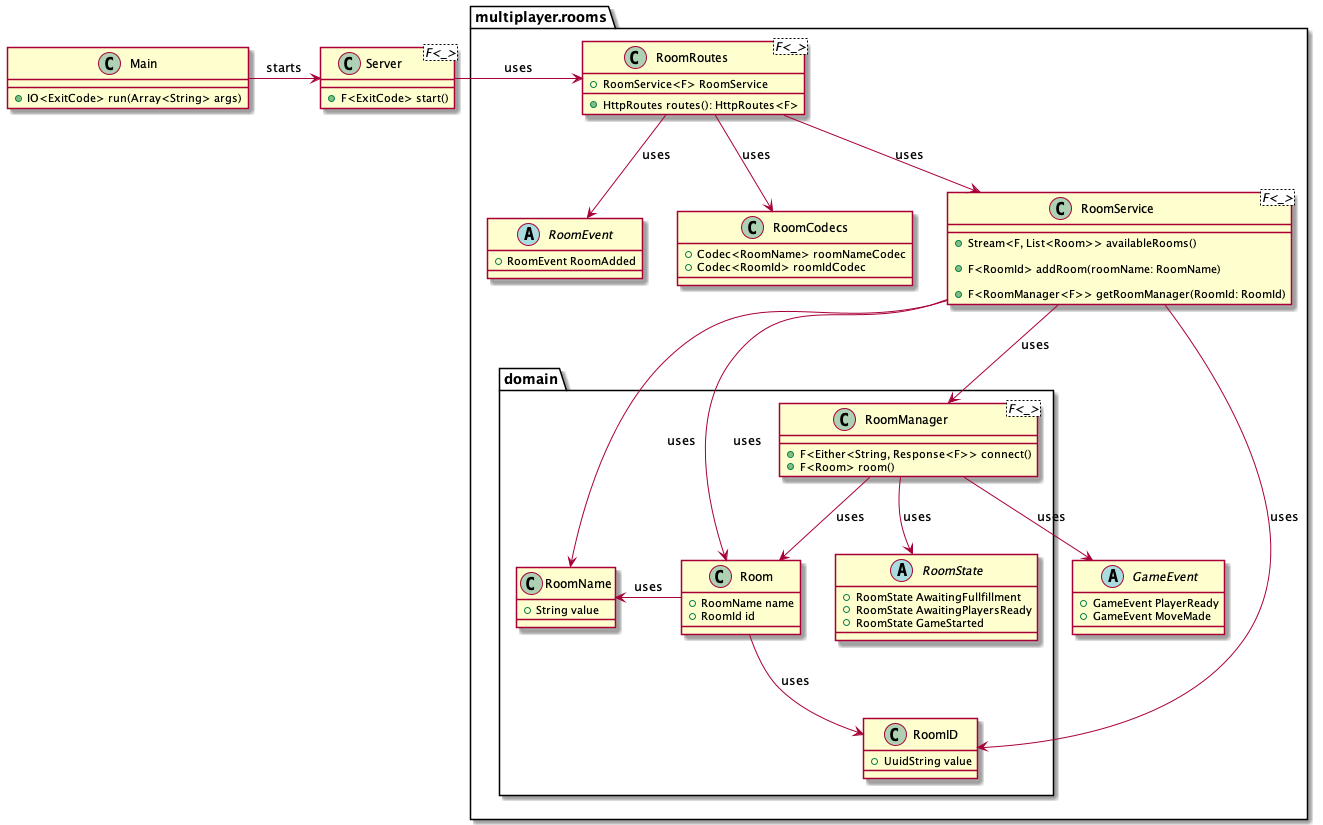 multiplayer.rooms
C Main
IO<ExitCode> run(Array<String> args)
starts
C Server
F<_>
F<ExitCode> start()
uses
C RoomRoutes
F<_>
RoomService<F> RoomService
HttpRoutes routes(): HttpRoutes<F>
uses
uses
uses
A RoomEvent
RoomEvent RoomAdded
C RoomCodecs
Codec<RoomName> roomNameCodec
Codec<RoomId> roomIdCodec
C RoomService
F<_>
Stream<F, List<Room>> availableRooms()
F<RoomId> addRoom(roomName: RoomName)
F<RoomManager<F>> getRoomManager(RoomId: RoomId)
uses
uses
uses
uses
domain
C RoomManager
F<_>
F<Either<String, Response<F>> connect()
F<Room> room()
uses
uses
uses
C RoomName
String value
uses
C Room
RoomName name
RoomId id
A RoomState
RoomState AwaitingFullfillment
RoomState AwaitingPlayersReady
RoomState GameStarted
A GameEvent
GameEvent PlayerReady
GameEvent MoveMade
uses
C RoomID
UuidString value